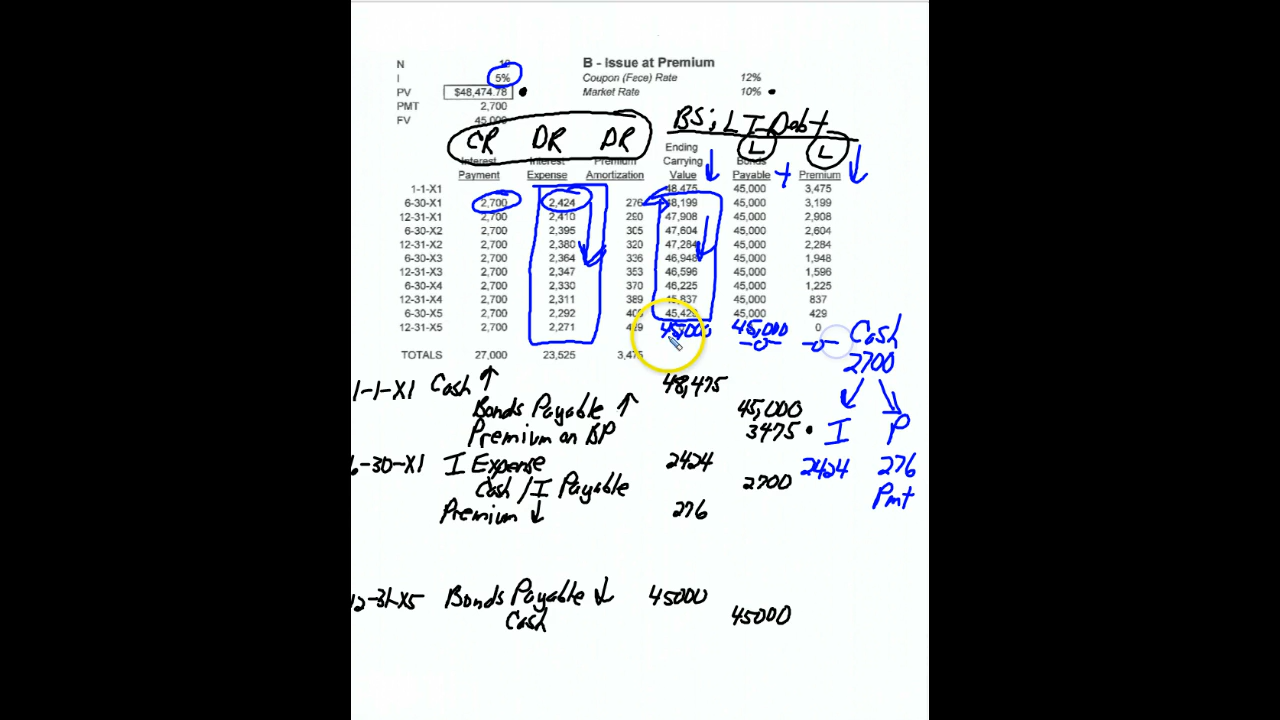 N 10 B - Issue at Premium
I 5% Coupon (Fece) Rate 12%
PV $48,474.78 Market Rate 10%
PMT 2,700
FV 45,000
BS; LT Debt
CR DR DR
L L
Interest Interest Premium Ending Carrying Bonds
Payment Expense Amortization Value Payable + Premium
1-1-X1 48,475 45,000 3,475
6-30-X1 2,700 2,424 276 48,199 45,000 3,199
12-31-X1 2,700 2,410 290 47,908 45,000 2,908
6-30-X2 2,700 2,395 305 47,604 45,000 2,604
12-31-X2 2,700 2,380 320 47,284 45,000 2,284
6-30-X3 2,700 2,364 336 46,948 45,000 1,948
12-31-X3 2,700 2,347 353 46,596 45,000 1,596
6-30-X4 2,700 2,330 370 46,225 45,000 1,225
12-31-X4 2,700 2,311 389 45,837 45,000 837
6-30-X5 2,700 2,292 45,000 429
12-31-X5 2,700 2,271 429 45,000 45,000 0
-0- -0-
TOTALS 27,000 23,525 3,475
Cash
2700
I P
2424 276
Pmt
1-1-X1 Cash ↑ 48,475
Bonds Payable ↑ 45,000
Premium on BP 3475
6-30-X1 I Expense 2424
Cash / I Payable 2700
Premium ↓ 276
12-31-X5 Bonds Payable ↓ 45000
Cash 45000